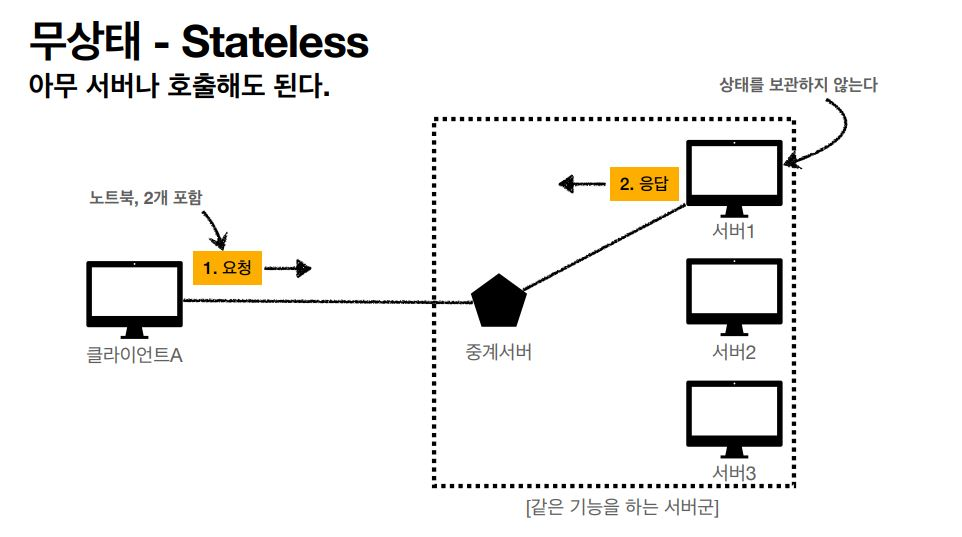 무상태 - Stateless
아무 서버나 호출해도 된다.
상태를 보관하지 않는다
2. 응답
노트북, 2개 포함
서버1
1. 요청
클라이언트A
중계서버
서버2
서버3
[같은 기능을 하는 서버군]